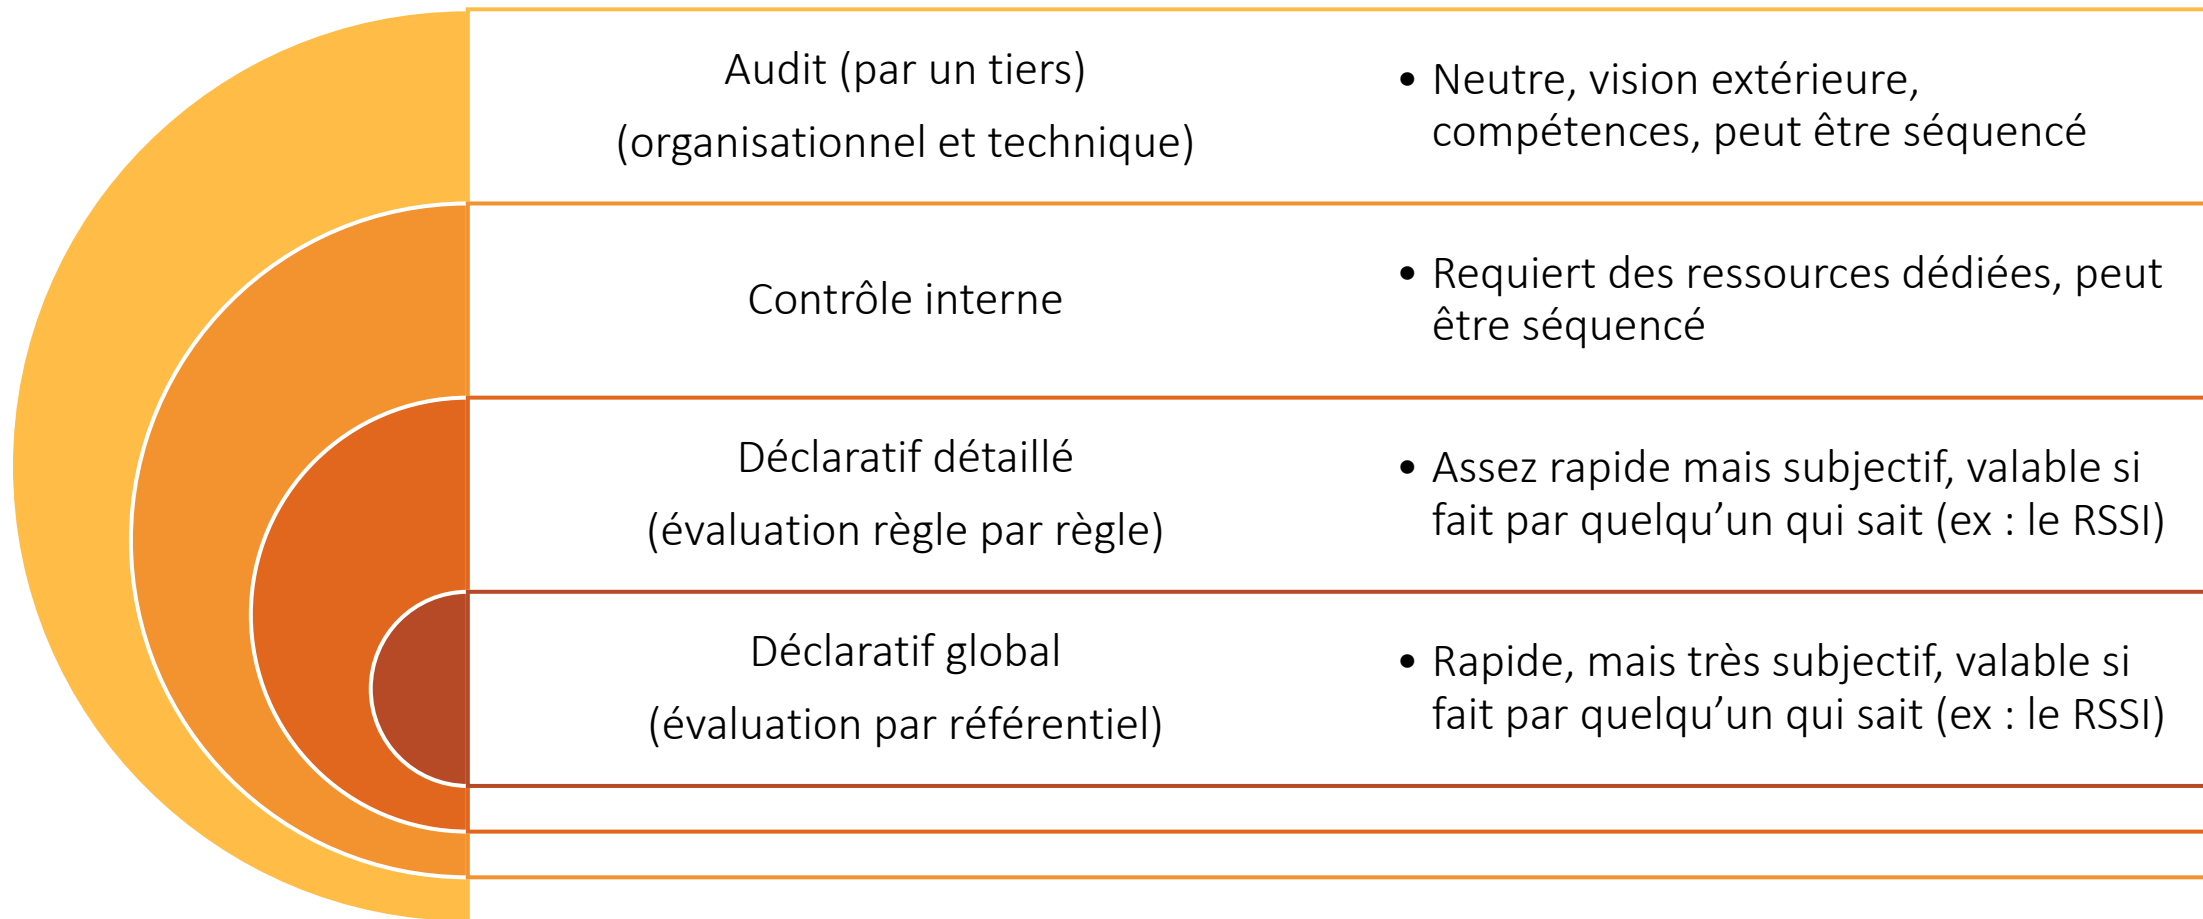 Audit (par un tiers)
(organisationnel et technique)
• Neutre, vision extérieure,
compétences, peut être séquencé
Contrôle interne
• Requiert des ressources dédiées, peut
être séquencé
Déclaratif détaillé
(évaluation règle par règle)
• Assez rapide mais subjectif, valable si
fait par quelqu’un qui sait (ex : le RSSI)
Déclaratif global
(évaluation par référentiel)
• Rapide, mais très subjectif, valable si
fait par quelqu’un qui sait (ex : le RSSI)